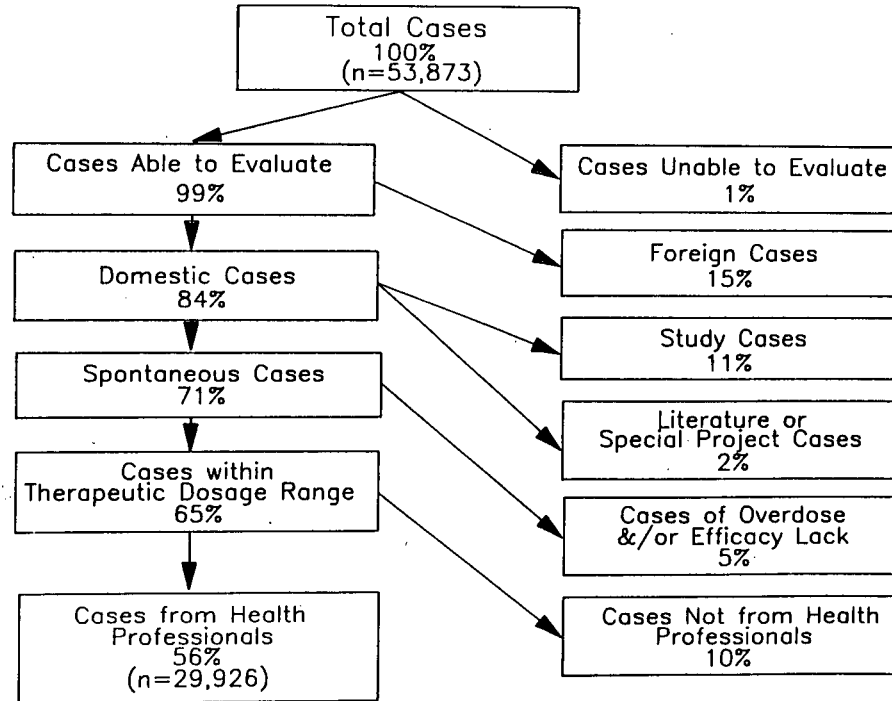 Total Cases
100%
(n=53,873)
Cases Able to Evaluate
99%
Cases Unable to Evaluate
1%
Foreign Cases
15%
Domestic Cases
84%
Study Cases
11%
Spontaneous Cases
71%
Literature or
Special Project Cases
2%
Cases within
Therapeutic Dosage Range
65%
Cases of Overdose
&/or Efficacy Lack
5%
Cases from Health
Professionals
56%
(n=29,926)
Cases Not from Health
Professionals
10%